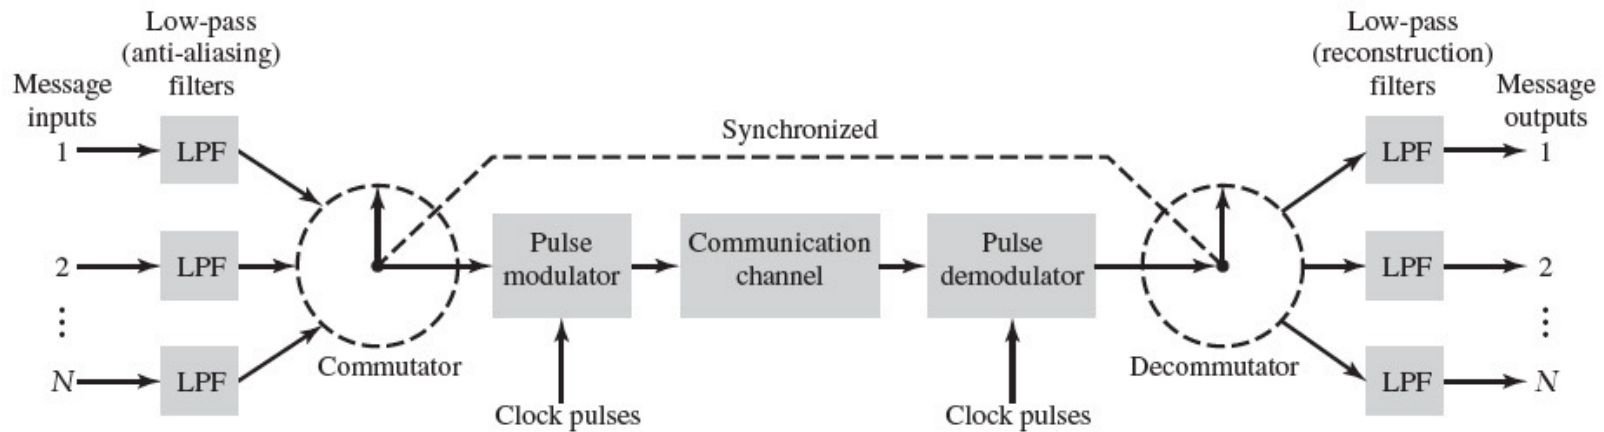 Low-pass
(anti-aliasing)
filters
Message
inputs
1
LPF
2
LPF
⋮
N
LPF
Commutator
Synchronized
Pulse
modulator
Clock pulses
Communication
channel
Pulse
demodulator
Clock pulses
Decommutator
Low-pass
(reconstruction)
filters
Message
outputs
LPF
1
LPF
2
⋮
LPF
N